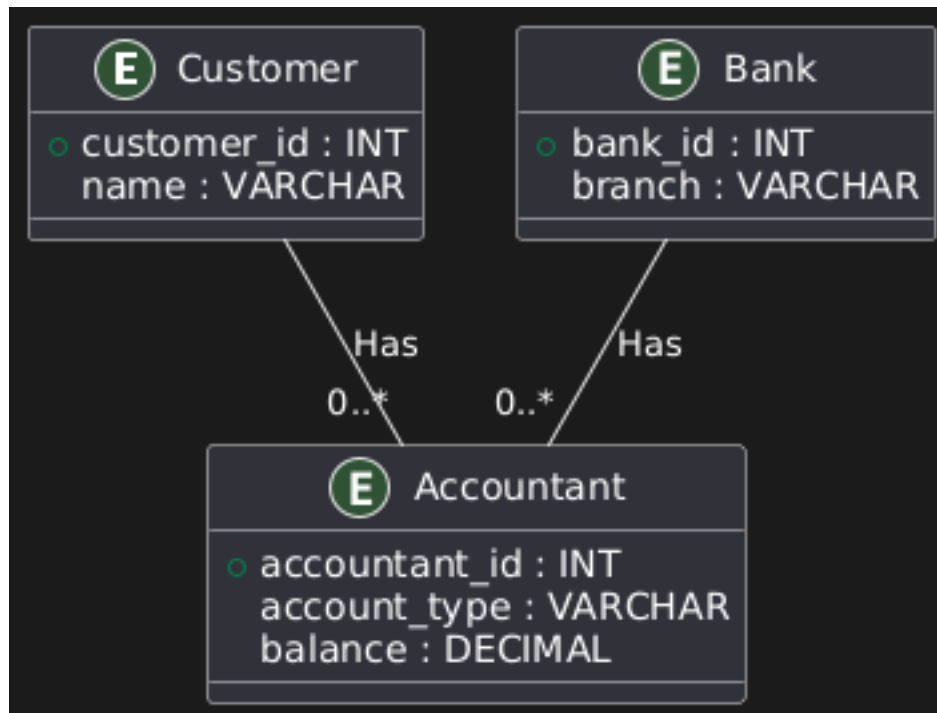 E Customer
customer_id : INT
name : VARCHAR
E Bank
bank_id : INT
branch : VARCHAR
Has
Has
0..*
0..*
E Accountant
accountant_id : INT
account_type : VARCHAR
balance : DECIMAL